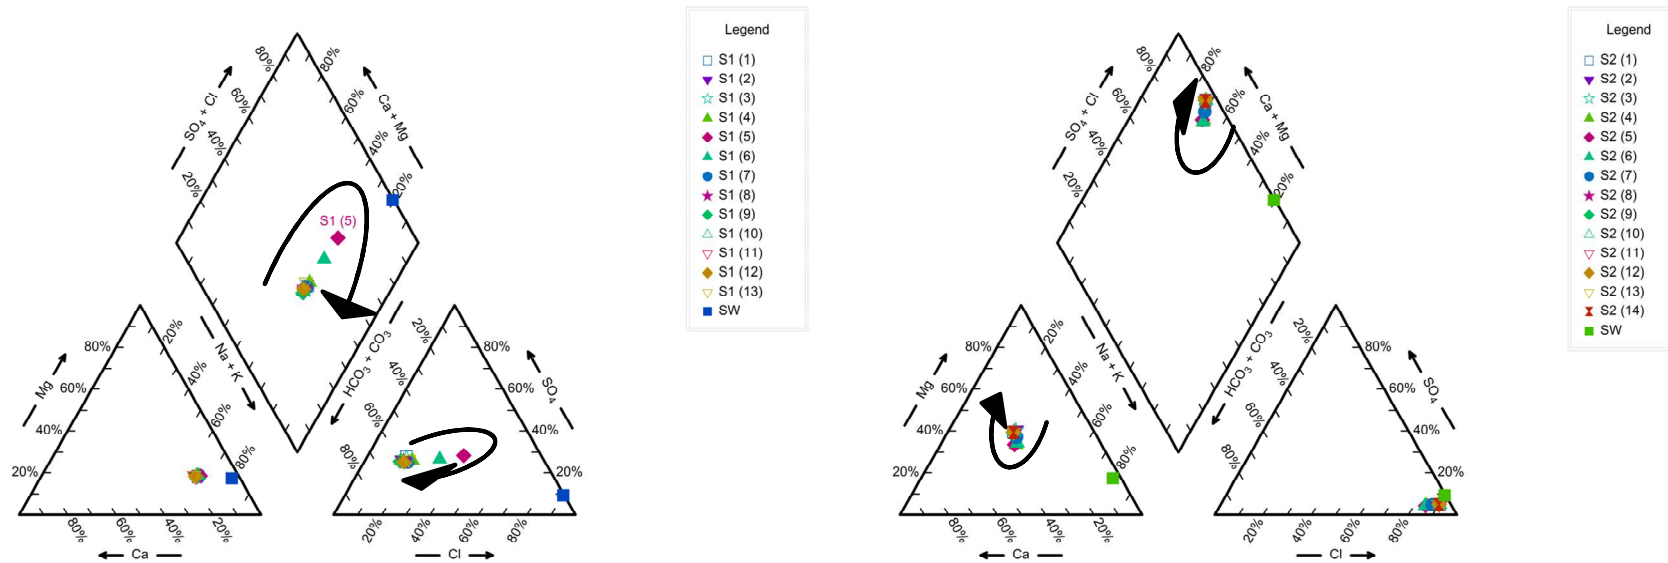 80%
80%
60%
60%
SO4 + Cl
Ca + Mg
40%
40%
20%
20%
S1 (5)
Mg
80%
20%
Na + K
HCO3 + CO3
20%
80%
SO4
60%
40%
40%
60%
40%
60%
60%
40%
20%
80%
80%
20%
80%
60%
40%
20%
20%
40%
60%
80%
Ca
Cl
Legend
S1 (1)
S1 (2)
S1 (3)
S1 (4)
S1 (5)
S1 (6)
S1 (7)
S1 (8)
S1 (9)
S1 (10)
S1 (11)
S1 (12)
S1 (13)
SW
80%
80%
60%
60%
SO4 + Cl
Ca + Mg
40%
40%
20%
20%
Mg
80%
20%
Na + K
HCO3 + CO3
20%
80%
SO4
60%
40%
40%
60%
40%
60%
60%
40%
20%
80%
80%
20%
80%
60%
40%
20%
20%
40%
60%
80%
Ca
Cl
Legend
S2 (1)
S2 (2)
S2 (3)
S2 (4)
S2 (5)
S2 (6)
S2 (7)
S2 (8)
S2 (9)
S2 (10)
S2 (11)
S2 (12)
S2 (13)
S2 (14)
SW